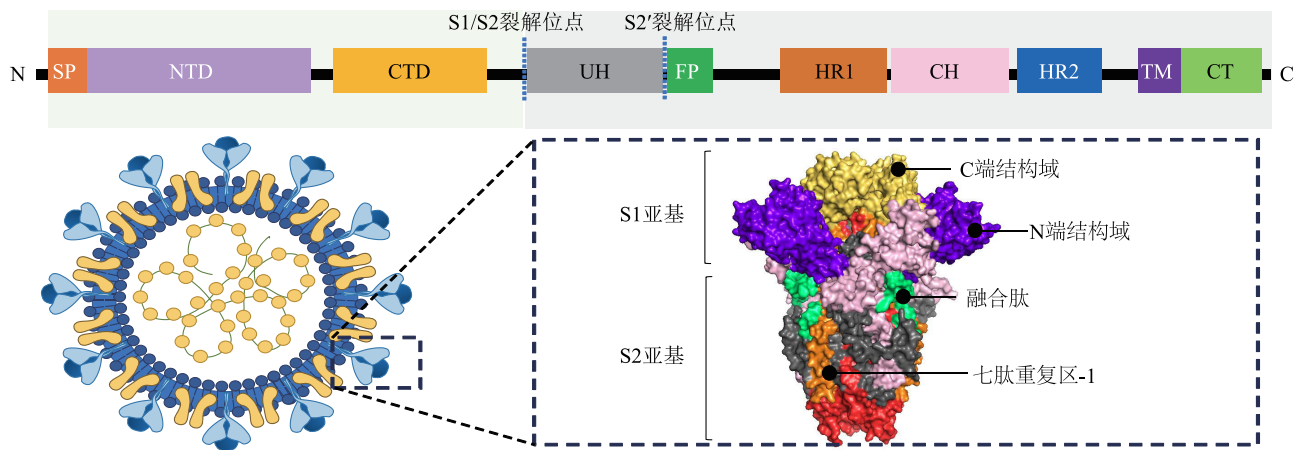 S1/S2裂解位点
S2′裂解位点
N
SP
NTD
CTD
UH
FP
HR1
CH
HR2
TM
CT
C
S1亚基
C端结构域
N端结构域
融合肽
S2亚基
七肽重复区-1